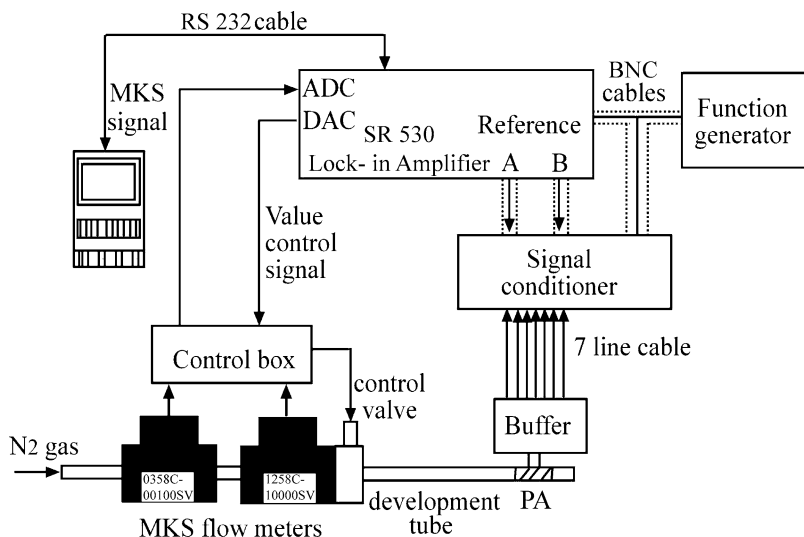 RS 232 cable
MKS
signal
ADC
DAC
SR 530
Reference
Lock- in Amplifier
A
B
BNC
cables
Function
generator
Value
control
signal
Signal
conditioner
7 line cable
Control box
control
valve
Buffer
N2 gas
0358C-
00100SV
1258C-
10000SV
MKS flow meters
development
tube
PA